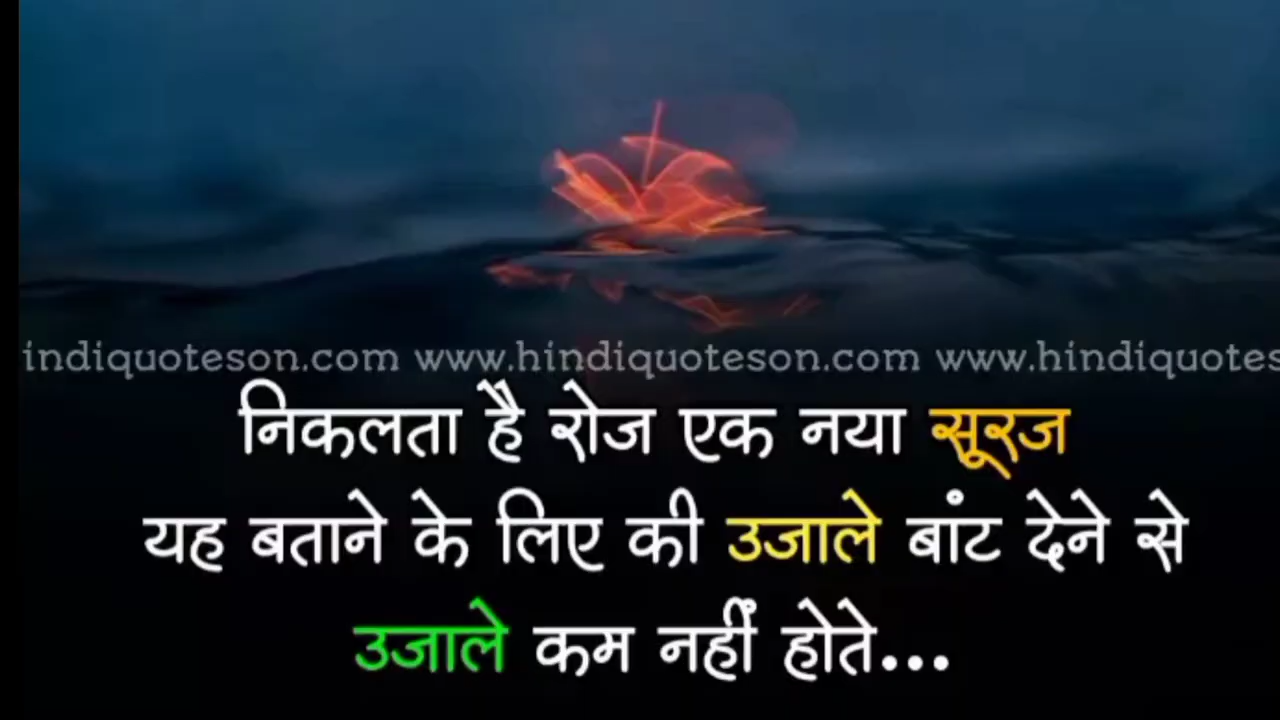 indiquoteson.com www.hindiquoteson.com www.hindiquotes
निकलता है रोज एक नया सूरज
यह बताने के लिए की उजाले बांट देने से
उजाले कम नहीं होते...